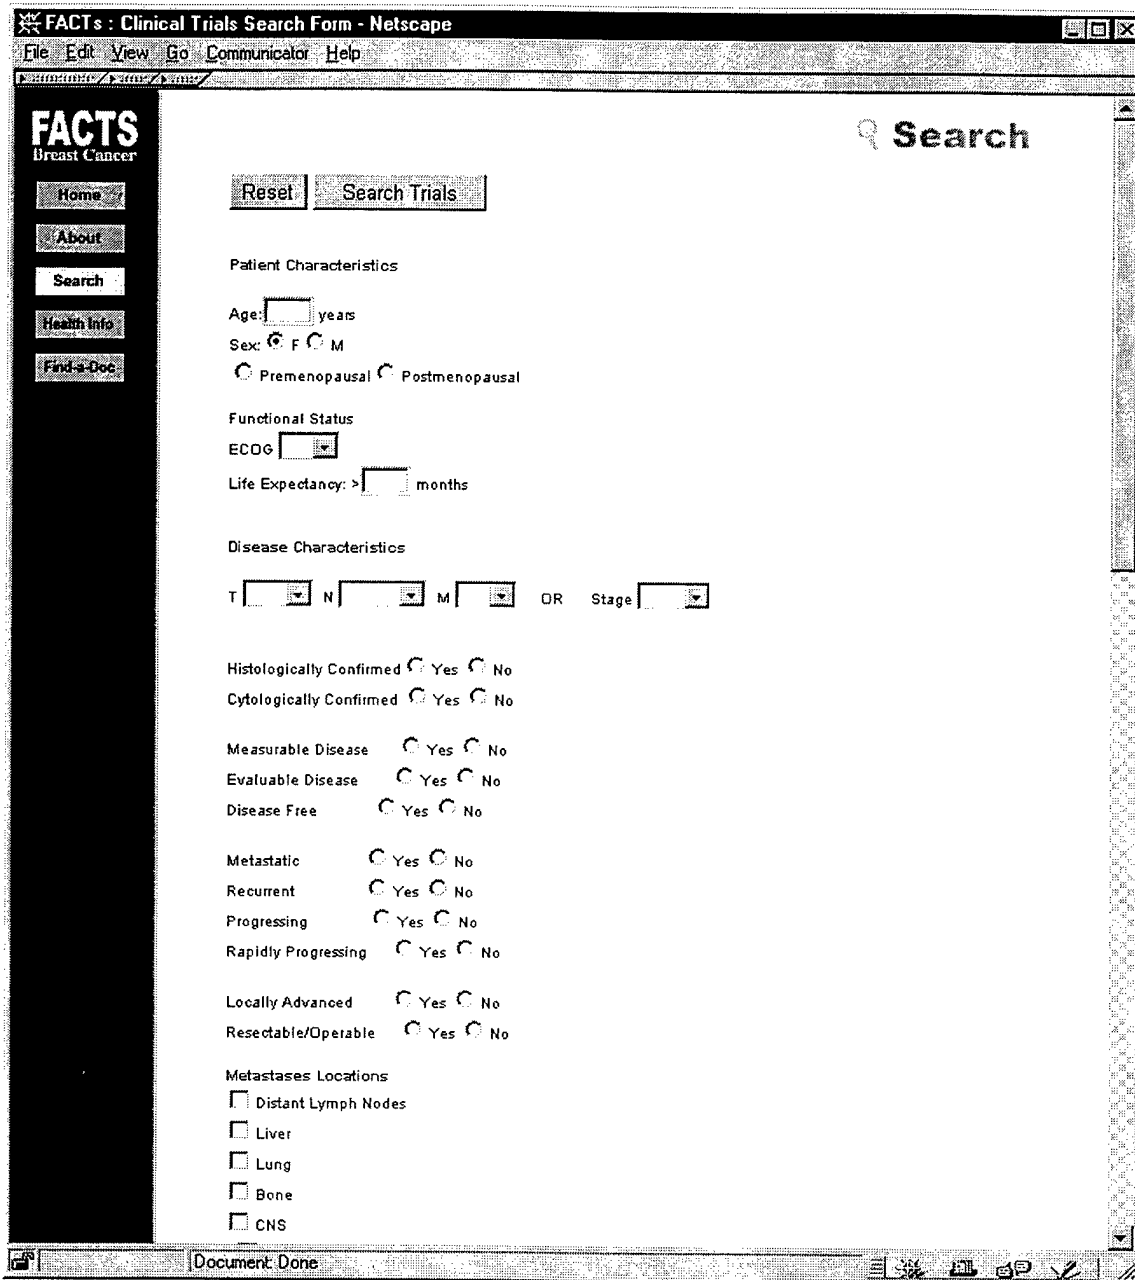 FACTs : Clinical Trials Search Form - Netscape
File Edit View Go Communicator Help
FACTS
Breast Cancer
Home
About
Search
Health Info
Find-a-Doc
Search
Reset Search Trials
Patient Characteristics
Age: years
Sex: F M
Premenopausal Postmenopausal
Functional Status
ECOG
Life Expectancy: > months
Disease Characteristics
T N M OR Stage
Histologically Confirmed Yes No
Cytologically Confirmed Yes No
Measurable Disease Yes No
Evaluable Disease Yes No
Disease Free Yes No
Metastatic Yes No
Recurrent Yes No
Progressing Yes No
Rapidly Progressing Yes No
Locally Advanced Yes No
Resectable/Operable Yes No
Metastases Locations
Distant Lymph Nodes
Liver
Lung
Bone
CNS
Document: Done